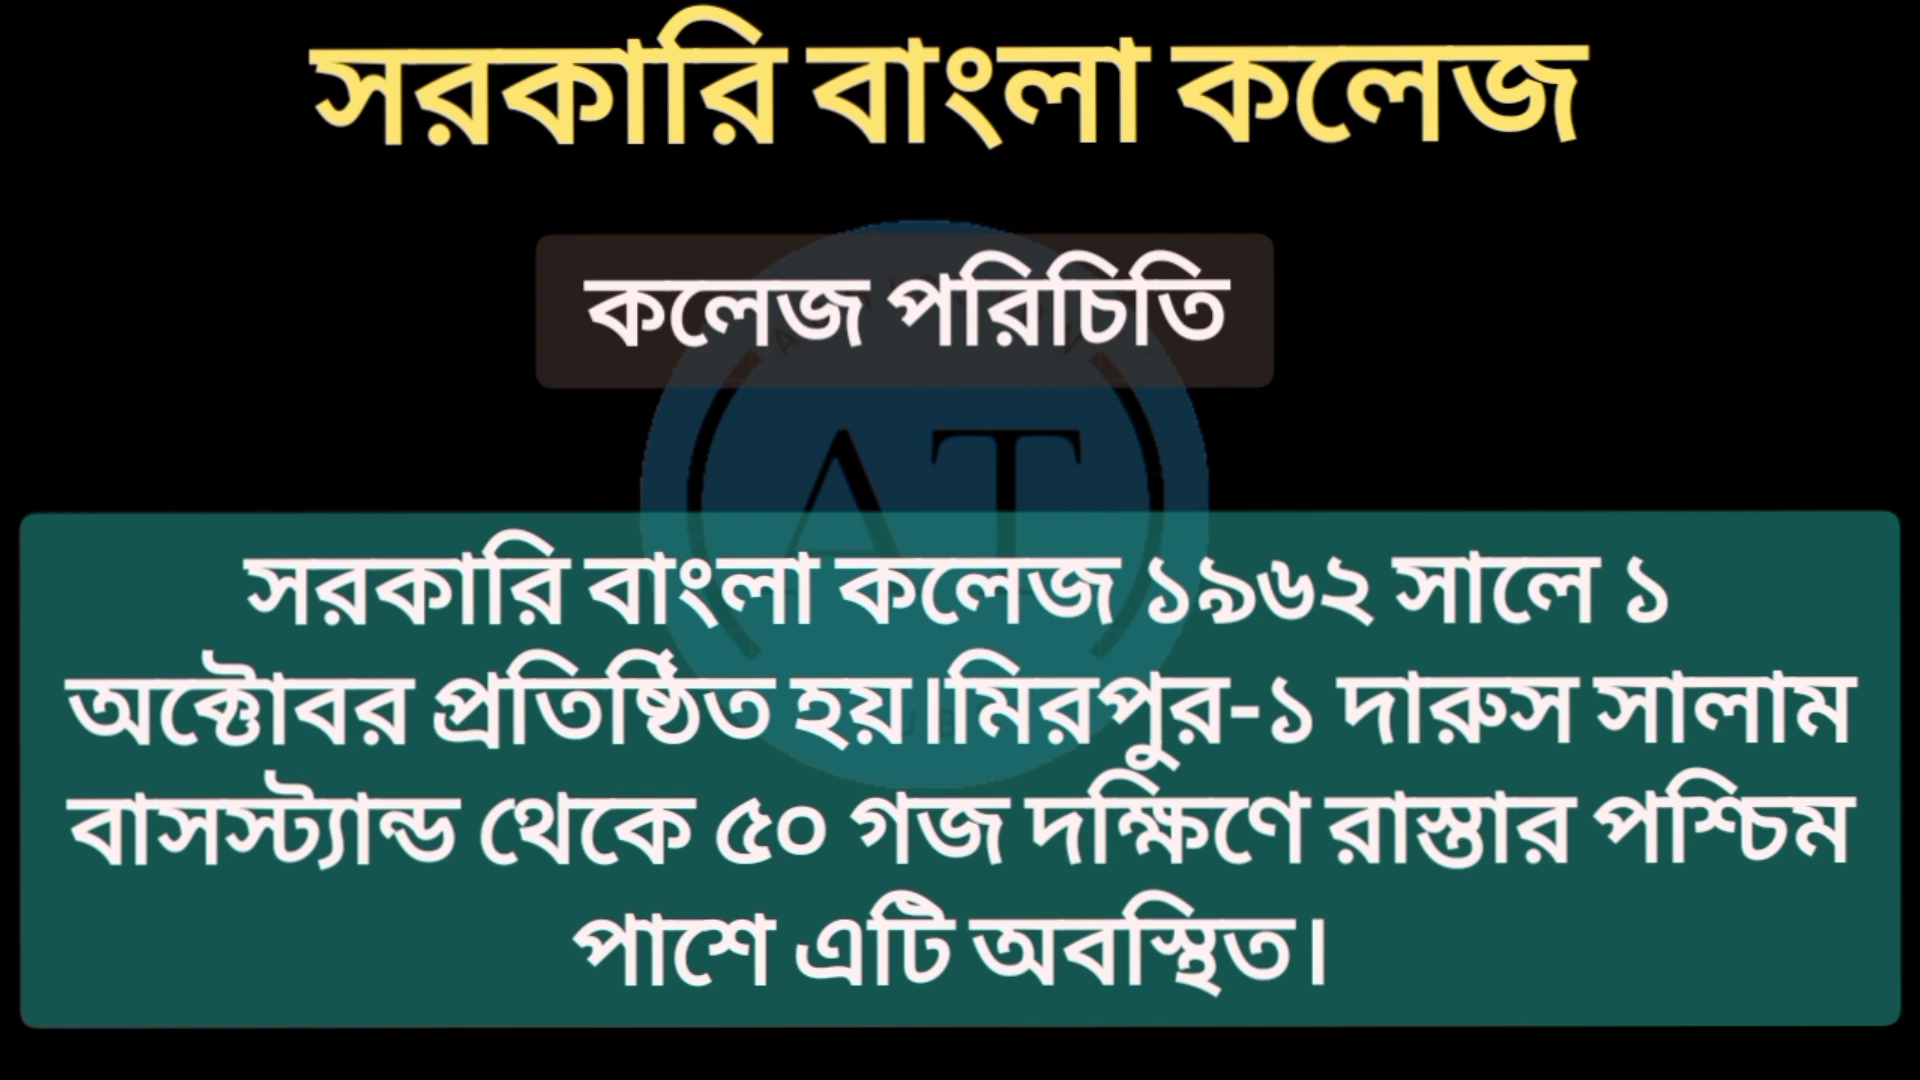 সরকারি বাংলা কলেজ
কলেজ পরিচিতি
AT
সরকারি বাংলা কলেজ ১৯৬২ সালে ১
অক্টোবর প্রতিষ্ঠিত হয়।মিরপুর-১ দারুস সালাম
বাসস্ট্যান্ড থেকে ৫০ গজ দক্ষিণে রাস্তার পশ্চিম
পাশে এটি অবস্থিত।